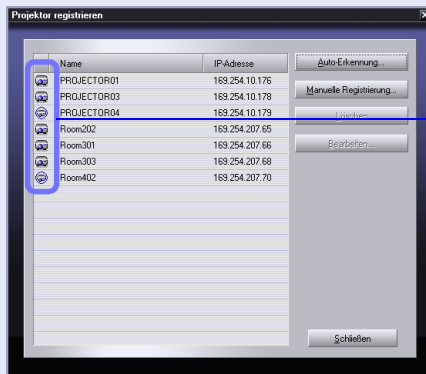 Projektor registrieren
Name IP-Adresse
PROJECTOR01 169.254.10.176
PROJECTOR03 169.254.10.178
PROJECTOR04 169.254.10.179
Room202 169.254.207.65
Room301 169.254.207.66
Room303 169.254.207.68
Room402 169.254.207.70
Auto-Erkennung...
Manuelle Registrierung...
Löschen
Bearbeiten...
Schließen